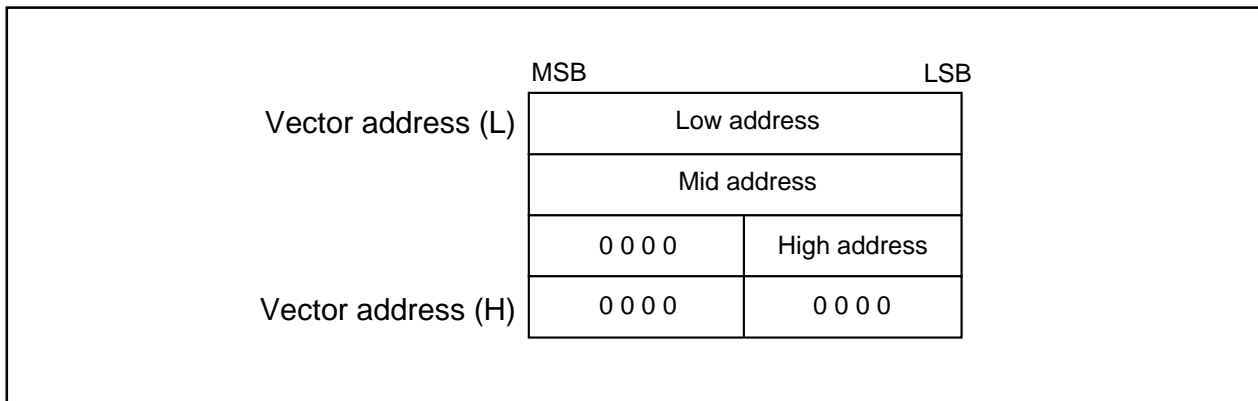 MSB LSB
Vector address (L) Low address
Mid address
0 0 0 0 High address
Vector address (H) 0 0 0 0 0 0 0 0